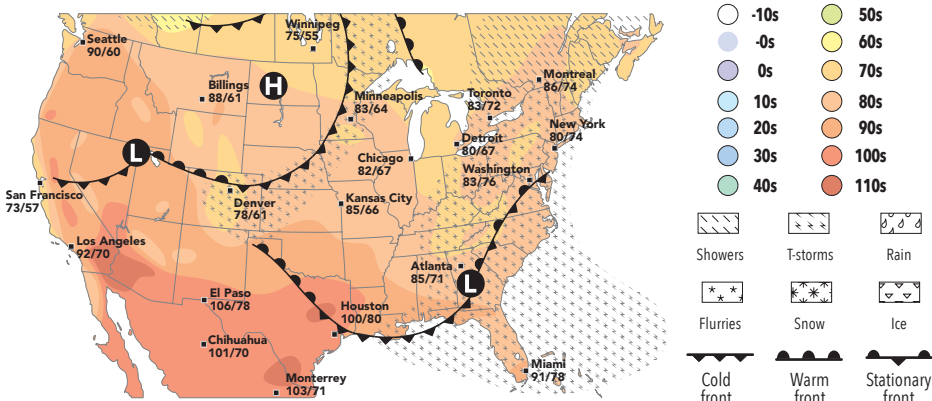 Winnipeg
75/55
Seattle
90/60
Billings
88/61
H
Minneapolis
83/64
Toronto
83/72
Montreal
86/74
New York
80/74
Detroit
80/67
Chicago
82/67
Washington
83/76
L
San Francisco
73/57
Denver
78/61
Kansas City
85/66
Los Angeles
92/70
Atlanta
85/71
L
El Paso
106/78
Houston
100/80
Chihuahua
101/70
Monterrey
103/71
Miami
91/78
-10s
-0s
0s
10s
20s
30s
40s
50s
60s
70s
80s
90s
100s
110s
Showers
T-storms
Rain
Flurries
Snow
Ice
Cold
front
Warm
front
Stationary
front